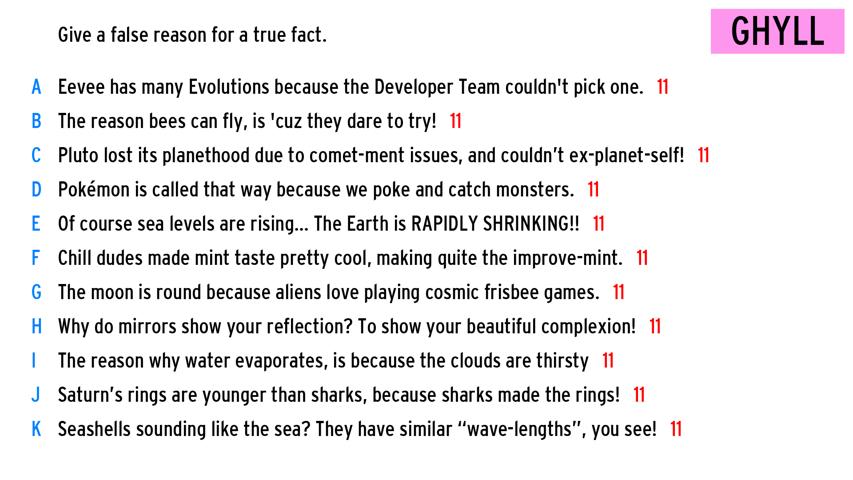 Give a false reason for a true fact.
GHYLL
A Eevee has many Evolutions because the Developer Team couldn't pick one. 11
B The reason bees can fly, is 'cuz they dare to try! 11
C Pluto lost its planethood due to comet-ment issues, and couldn’t ex-planet-self! 11
D Pokémon is called that way because we poke and catch monsters. 11
E Of course sea levels are rising... The Earth is RAPIDLY SHRINKING!! 11
F Chill dudes made mint taste pretty cool, making quite the improve-mint. 11
G The moon is round because aliens love playing cosmic frisbee games. 11
H Why do mirrors show your reflection? To show your beautiful complexion! 11
I The reason why water evaporates, is because the clouds are thirsty 11
J Saturn’s rings are younger than sharks, because sharks made the rings! 11
K Seashells sounding like the sea? They have similar “wave-lengths”, you see! 11